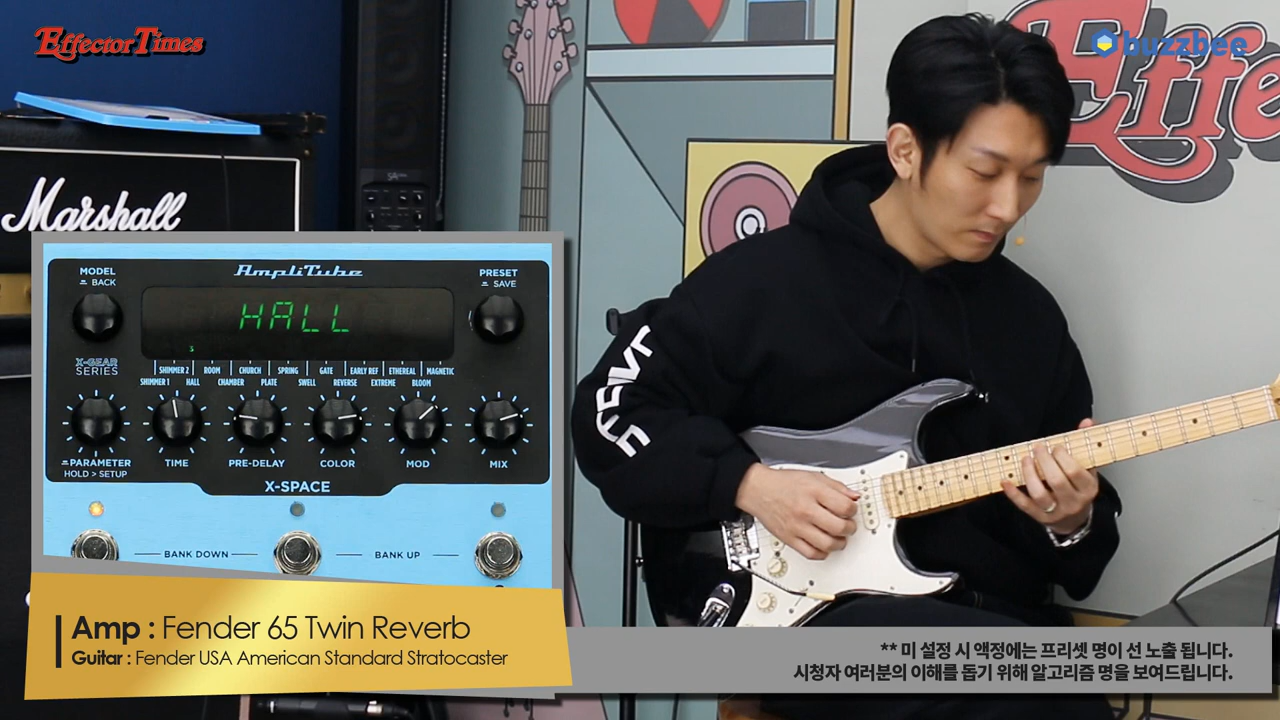 Effector Times
buzzbee
Effe
Marshall
AmpliTube
MODEL
BACK
PRESET
SAVE
HALL
X-GEAR
SERIES
SHIMMER 2 ROOM CHURCH SPRING GATE EARLY REF ETHEREAL MAGNETIC
SHIMMER 1 HALL CHAMBER PLATE SWELL REVERSE EXTREME BLOOM
PARAMETER
HOLD > SETUP
TIME PRE-DELAY COLOR MOD MIX
X-SPACE
BANK DOWN BANK UP
Amp : Fender 65 Twin Reverb
Guitar : Fender USA American Standard Stratocaster
** 미 설정 시 액정에는 프리셋 명이 선 노출 됩니다.
시청자 여러분의 이해를 돕기 위해 알고리즘 명을 보여드립니다.